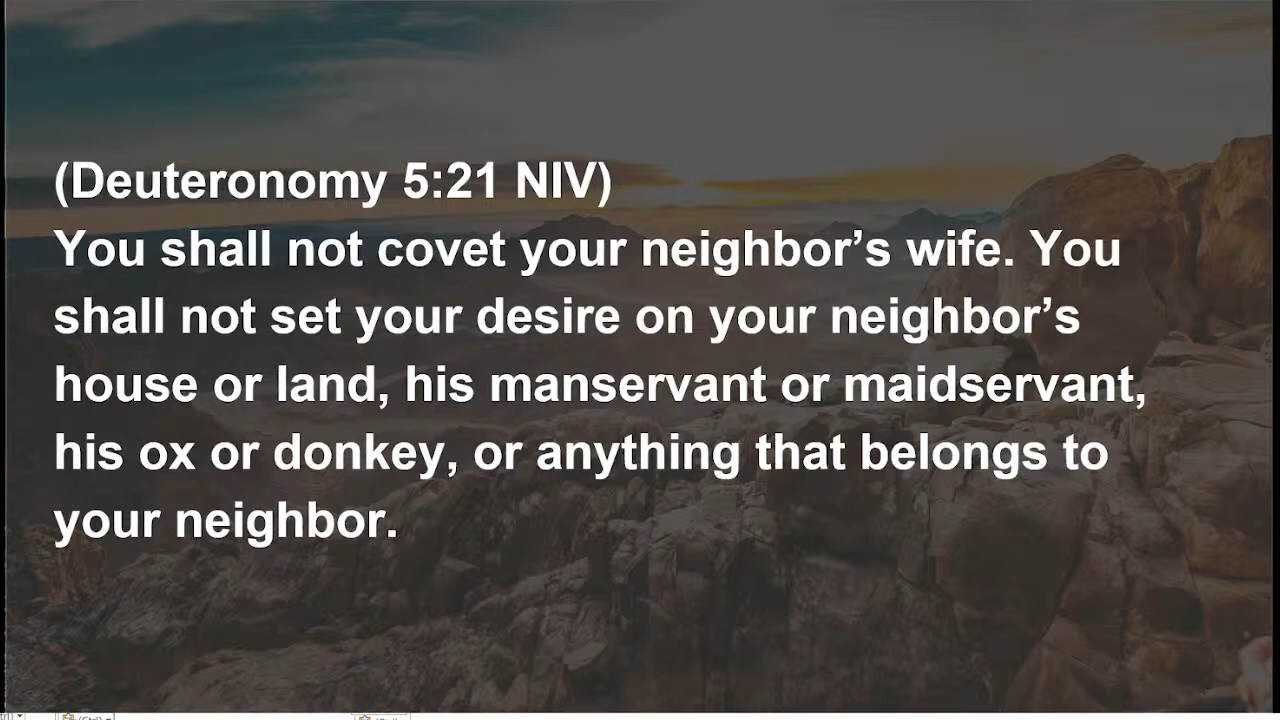 (Deuteronomy 5:21 NIV)
You shall not covet your neighbor’s wife. You
shall not set your desire on your neighbor’s
house or land, his manservant or maidservant,
his ox or donkey, or anything that belongs to
your neighbor.